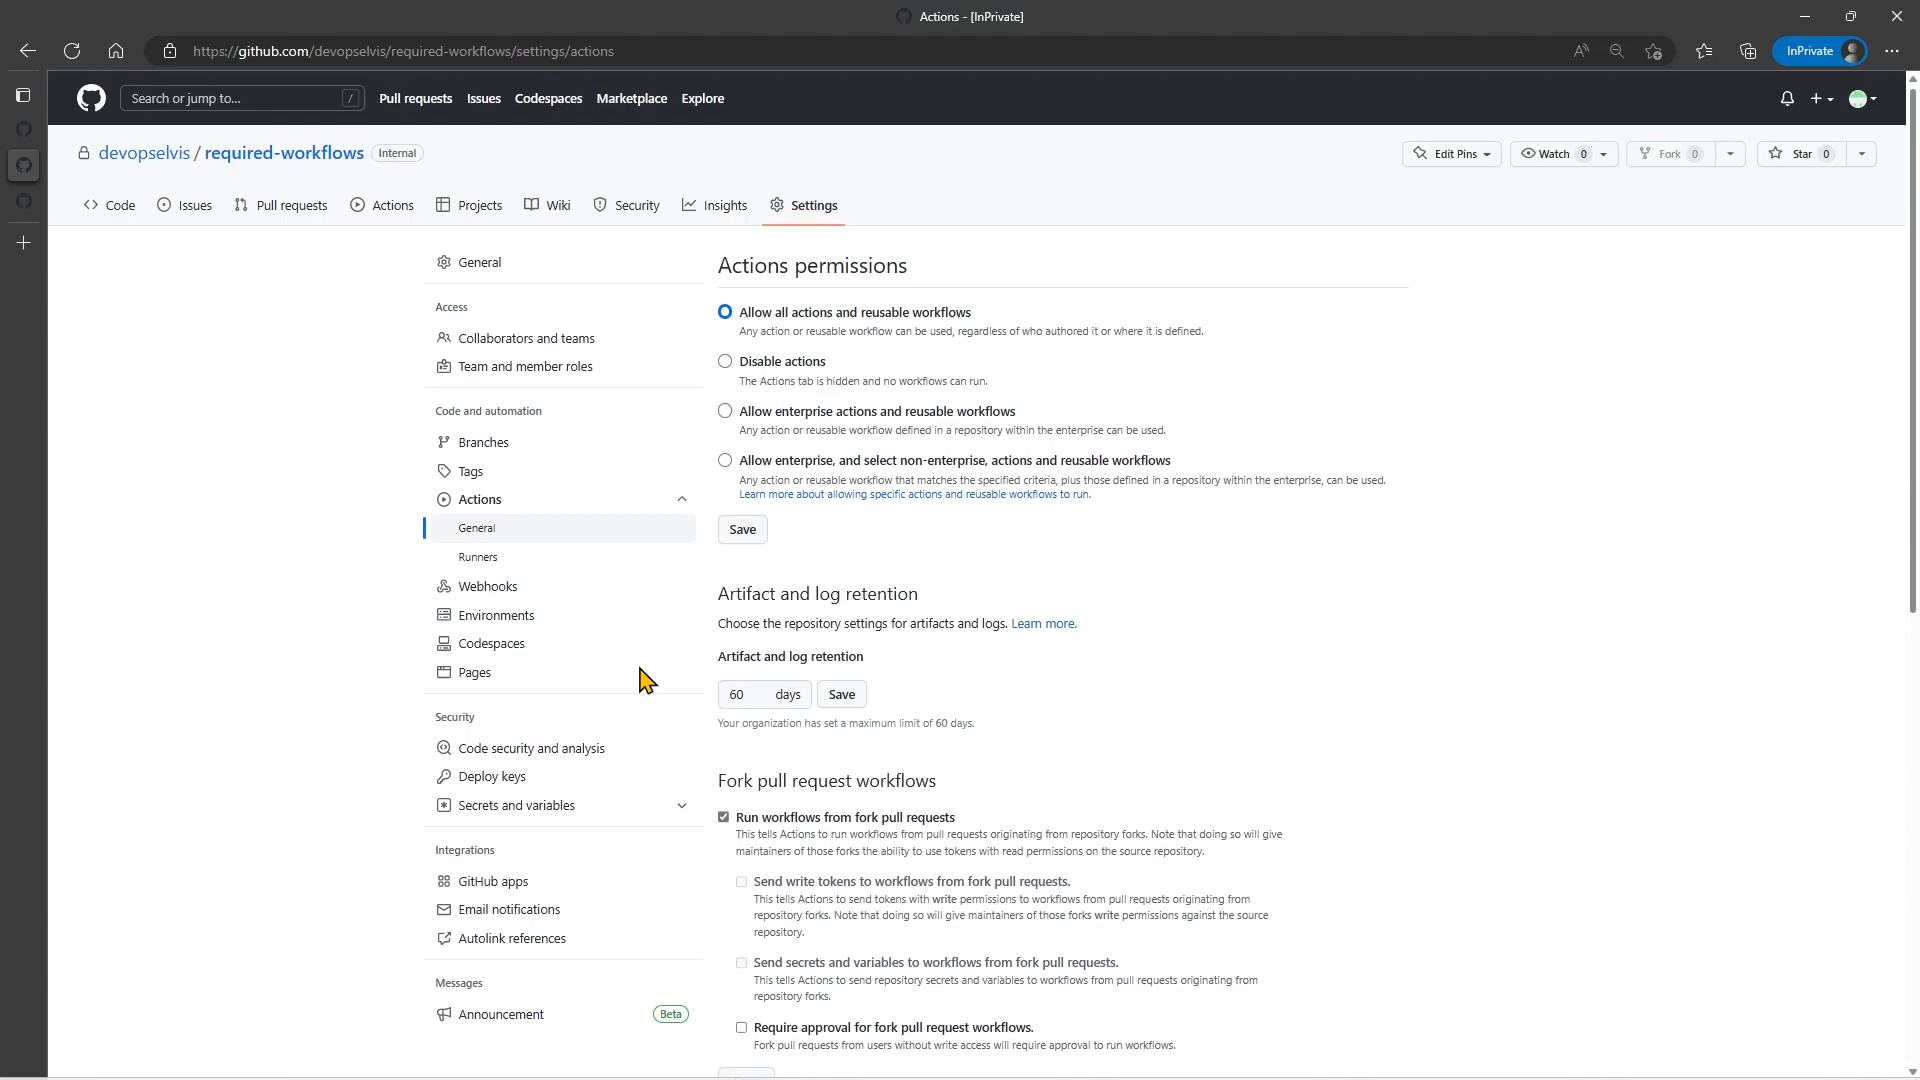 Actions - [InPrivate]
https://github.com/devopselvis/required-workflows/settings/actions
InPrivate
Search or jump to...
/
Pull requests
Issues
Codespaces
Marketplace
Explore
devopselvis / required-workflows
Internal
Edit Pins
Watch 0
Fork 0
Star 0
Code
Issues
Pull requests
Actions
Projects
Wiki
Security
Insights
Settings
General
Access
Collaborators and teams
Team and member roles
Code and automation
Branches
Tags
Actions
General
Runners
Webhooks
Environments
Codespaces
Pages
Security
Code security and analysis
Deploy keys
Secrets and variables
Integrations
GitHub apps
Email notifications
Autolink references
Messages
Announcement
Beta
Actions permissions
Allow all actions and reusable workflows
Any action or reusable workflow can be used, regardless of who authored it or where it is defined.
Disable actions
The Actions tab is hidden and no workflows can run.
Allow enterprise actions and reusable workflows
Any action or reusable workflow defined in a repository within the enterprise can be used.
Allow enterprise, and select non-enterprise, actions and reusable workflows
Any action or reusable workflow that matches the specified criteria, plus those defined in a repository within the enterprise, can be used.
Learn more about allowing specific actions and reusable workflows to run.
Save
Artifact and log retention
Choose the repository settings for artifacts and logs. Learn more.
Artifact and log retention
60 days
Save
Your organization has set a maximum limit of 60 days.
Fork pull request workflows
Run workflows from fork pull requests
This tells Actions to run workflows from pull requests originating from repository forks. Note that doing so will give
maintainers of those forks the ability to use tokens with read permissions on the source repository.
Send write tokens to workflows from fork pull requests.
This tells Actions to send tokens with write permissions to workflows from pull requests originating from
repository forks. Note that doing so will give maintainers of those forks write permissions against the source
repository.
Send secrets and variables to workflows from fork pull requests.
This tells Actions to send repository secrets and variables to workflows from pull requests originating from
repository forks.
Require approval for fork pull request workflows.
Fork pull requests from users without write access will require approval to run workflows.